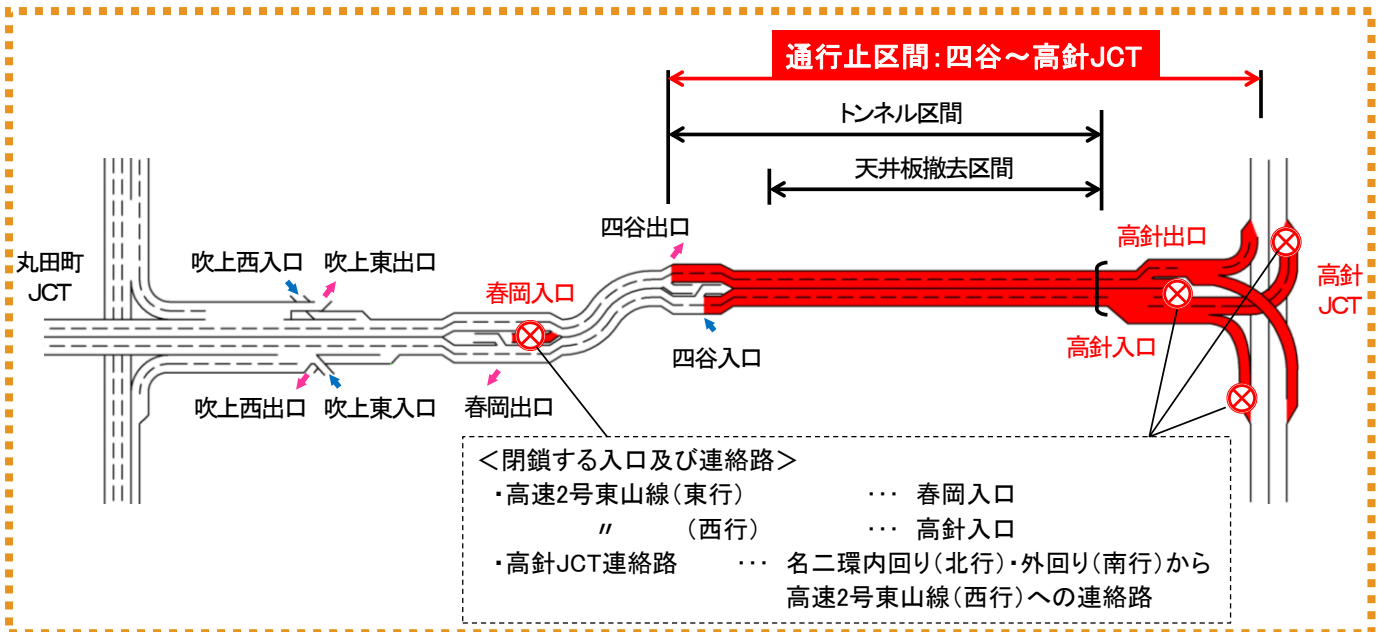 通行止区間：四谷～高針JCT
トンネル区間
天井板撤去区間
四谷出口
高針出口
丸田町
JCT
吹上西入口
吹上東出口
春岡入口
高針
JCT
四谷入口
高針入口
吹上西出口
吹上東入口
春岡出口
＜閉鎖する入口及び連絡路＞
・高速2号東山線（東行） … 春岡入口
〃 （西行） … 高針入口
・高針JCT連絡路 … 名二環内回り（北行）・外回り（南行）から
高速2号東山線（西行）への連絡路